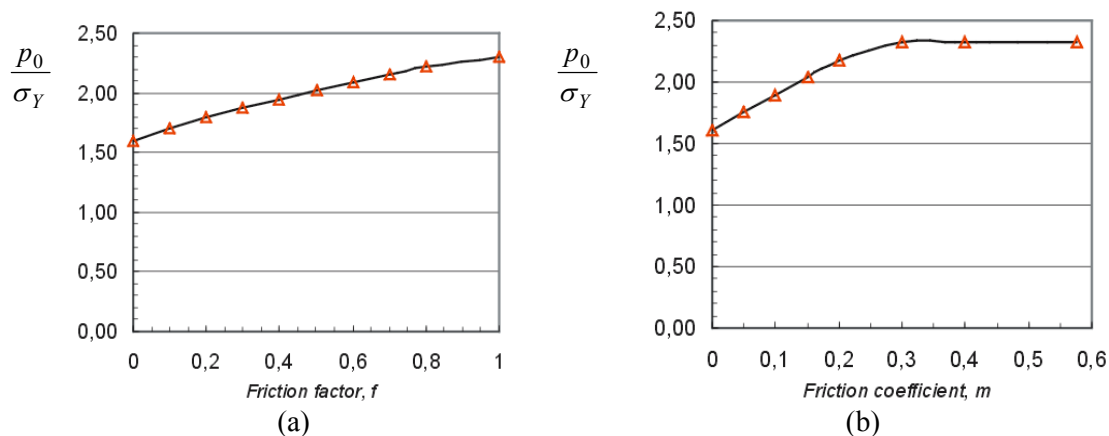 p0
σY
2,50
2,00
1,50
1,00
0,50
0,00
0 0,2 0,4 0,6 0,8 1
Friction factor, f
(a)
p0
σY
2,50
2,00
1,50
1,00
0,50
0,00
0 0,1 0,2 0,3 0,4 0,5 0,6
Friction coefficient, m
(b)